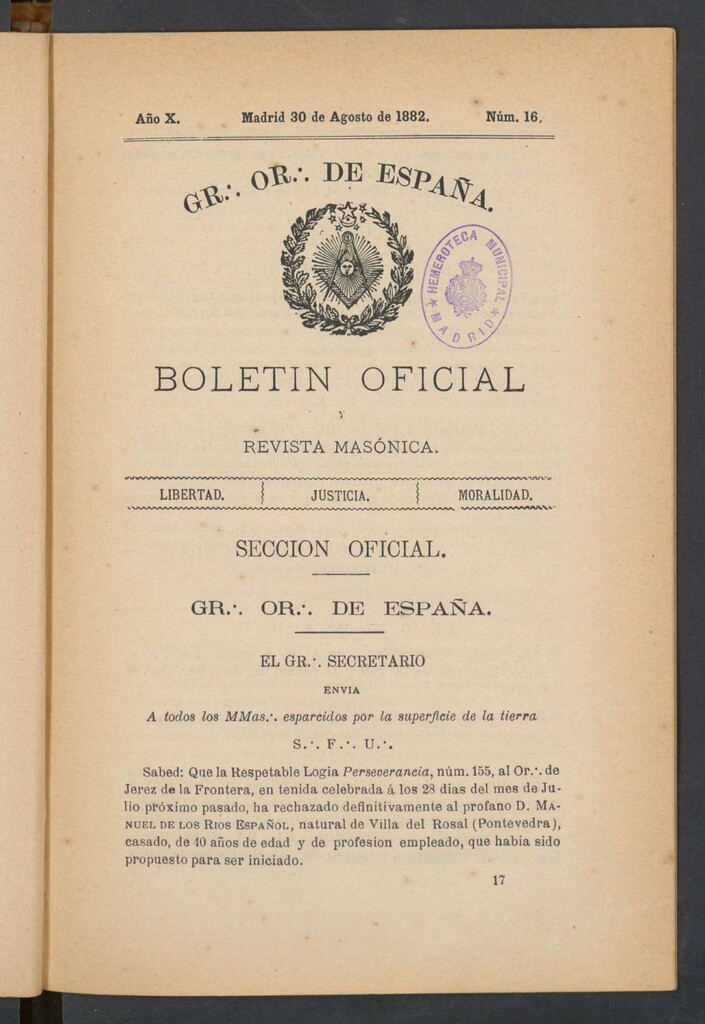 Año X. Madrid 30 de Agosto de 1882. Núm. 16.
GR.·. OR.·. DE ESPAÑA.
HEMEROTECA MUNICIPAL
★ MADRID ★
BOLETIN OFICIAL
Y
REVISTA MASÓNICA.
LIBERTAD. JUSTICIA. MORALIDAD.
SECCION OFICIAL.
GR.·. OR.·. DE ESPAÑA.
EL GR.·. SECRETARIO
ENVIA
A todos los MMas.·. esparcidos por la superficie de la tierra
S.·. F.·. U.·.
Sabed: Que la Respetable Logia Perseverancia, núm. 155, al Or.·. de
Jerez de la Frontera, en tenida celebrada á los 28 dias del mes de Ju-
lio próximo pasado, ha rechazado definitivamente al profano D. MA-
NUEL DE LOS RIOS ESPAÑOL, natural de Villa del Rosal (Pontevedra),
casado, de 40 años de edad y de profesion empleado, que habia sido
propuesto para ser iniciado.
17